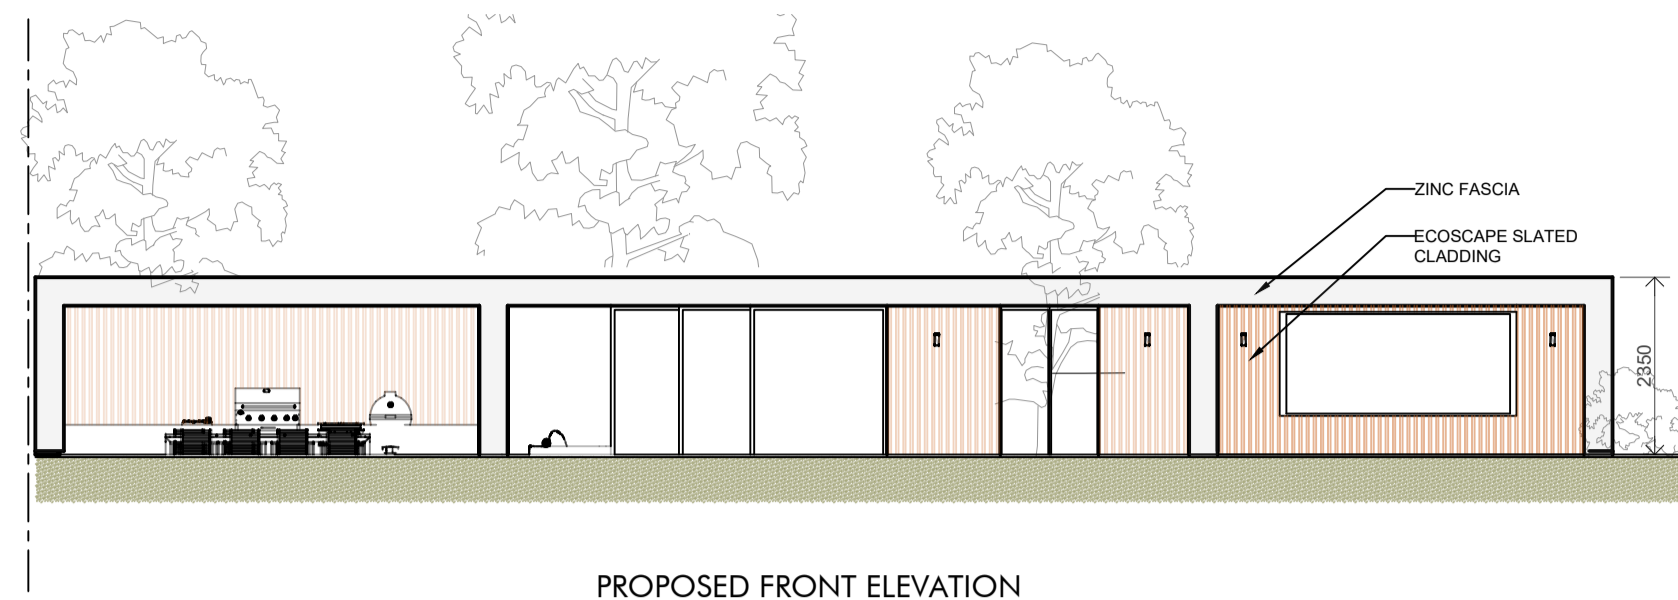 ZINC FASCIA
ECOSCAPE SLATED
CLADDING
2350
PROPOSED FRONT ELEVATION